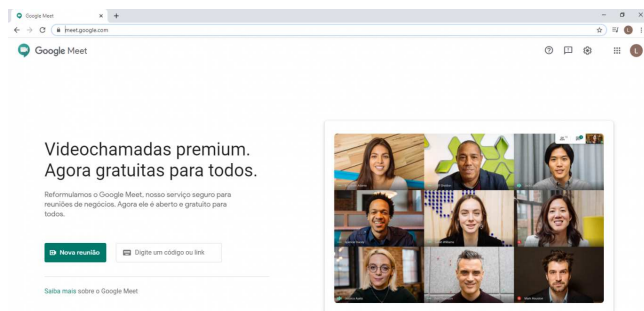 Google Meet
meet.google.com
L
Google Meet
L
Videochamadas premium.
Agora gratuitas para todos.
Reformulamos o Google Meet, nosso serviço seguro para
reuniões de negócios. Agora ele é aberto e gratuito para
todos.
Nova reunião
Digite um código ou link
Saiba mais sobre o Google Meet